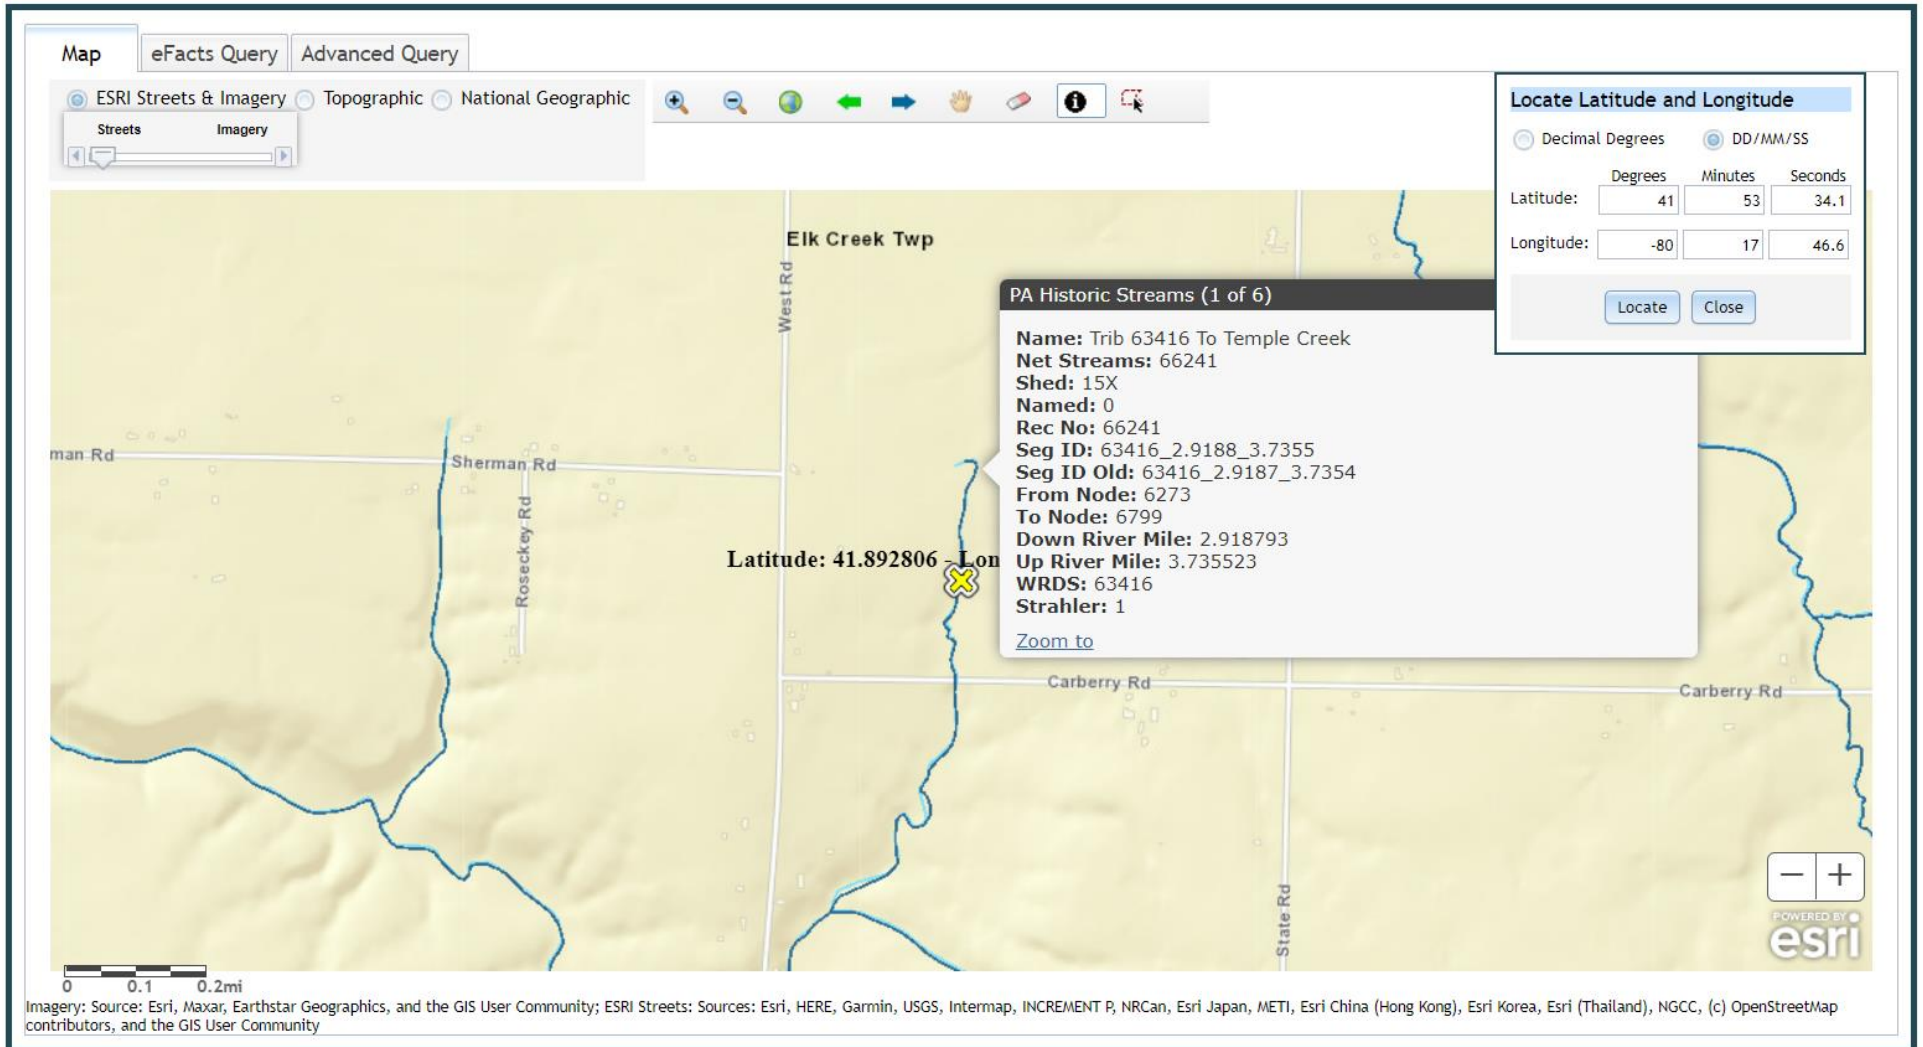 Map eFacts Query Advanced Query
ESRI Streets & Imagery Topographic National Geographic
Streets Imagery
Locate Latitude and Longitude
Decimal Degrees DD/MM/SS
Degrees Minutes Seconds
Latitude: 41 53 34.1
Longitude: -80 17 46.6
Locate Close
Elk Creek Twp
West Rd
PA Historic Streams (1 of 6)
Name: Trib 63416 To Temple Creek
Net Streams: 66241
Shed: 15X
Named: 0
Rec No: 66241
Seg ID: 63416_2.9188_3.7355
Seg ID Old: 63416_2.9187_3.7354
From Node: 6273
To Node: 6799
Down River Mile: 2.918793
Up River Mile: 3.735523
WRDS: 63416
Strahler: 1
Zoom to
man Rd
Sherman Rd
Roseckey Rd
Latitude: 41.892806 - Lon
Carberry Rd
Carberry Rd
State Rd
POWERED BY
esri
0 0.1 0.2mi
Imagery: Source: Esri, Maxar, Earthstar Geographics, and the GIS User Community; ESRI Streets: Sources: Esri, HERE, Garmin, USGS, Intermap, INCREMENT P, NRCan, Esri Japan, METI, Esri China (Hong Kong), Esri Korea, Esri (Thailand), NGCC, (c) OpenStreetMap
contributors, and the GIS User Community